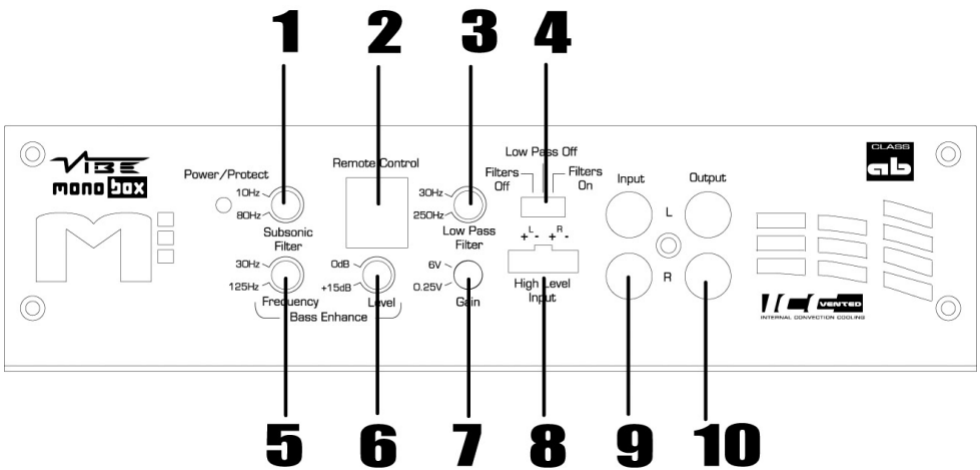 1 2 3 4
VIBE
mono box
Power/Protect
10Hz
80Hz
Subsonic
Filter
Remote Control
30Hz
250Hz
Low Pass
Filter
Low Pass Off
Filters
Off
Filters
On
Input
Output
L
R
CLASS
ab
30Hz
125Hz
Frequency
0dB
+15dB
Level
Bass Enhance
6V
0.25V
Gain
L R
+ - + -
High Level
Input
ICC VENTED
INTERNAL CONVECTION COOLING
5 6 7 8 9 10